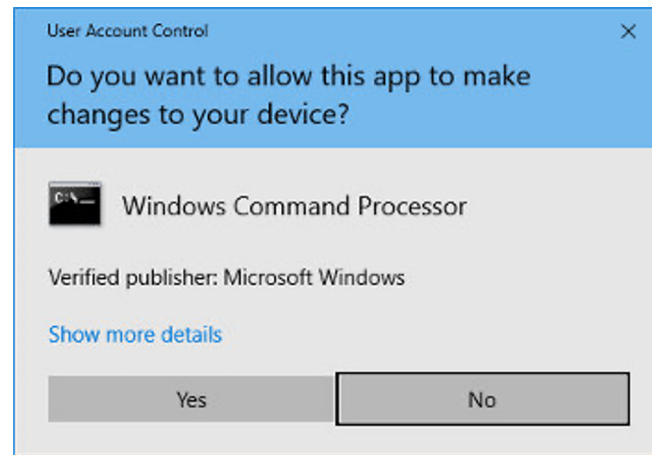 User Account Control
Do you want to allow this app to make
changes to your device?
C:\_
Windows Command Processor
Verified publisher: Microsoft Windows
Show more details
Yes
No